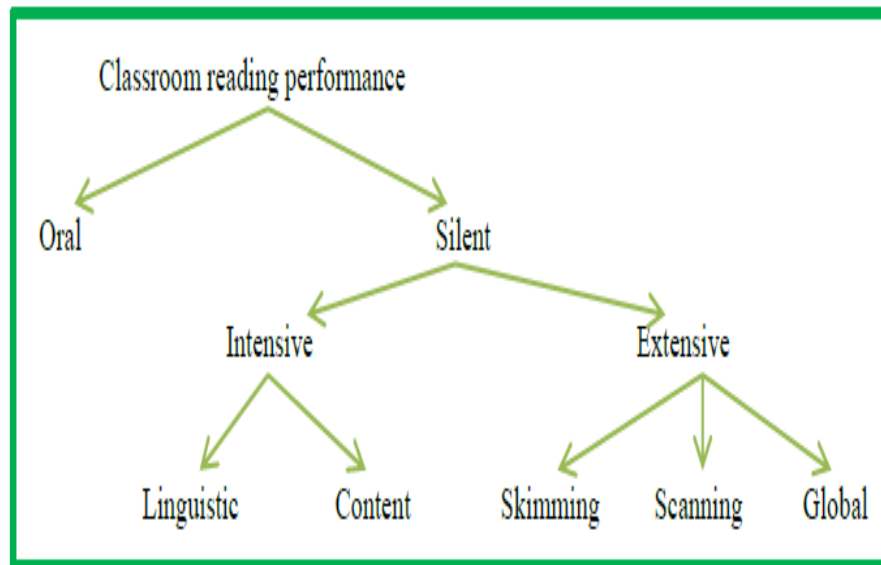 Classroom reading performance
Oral Silent
Intensive Extensive
Linguistic Content Skimming Scanning Global